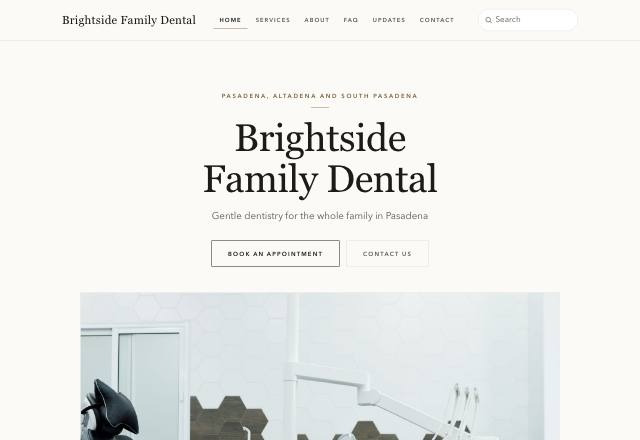 Brightside Family Dental
HOME SERVICES ABOUT FAQ UPDATES CONTACT
Search
PASADENA, ALTADENA AND SOUTH PASADENA
Brightside
Family Dental
Gentle dentistry for the whole family in Pasadena
BOOK AN APPOINTMENT
CONTACT US